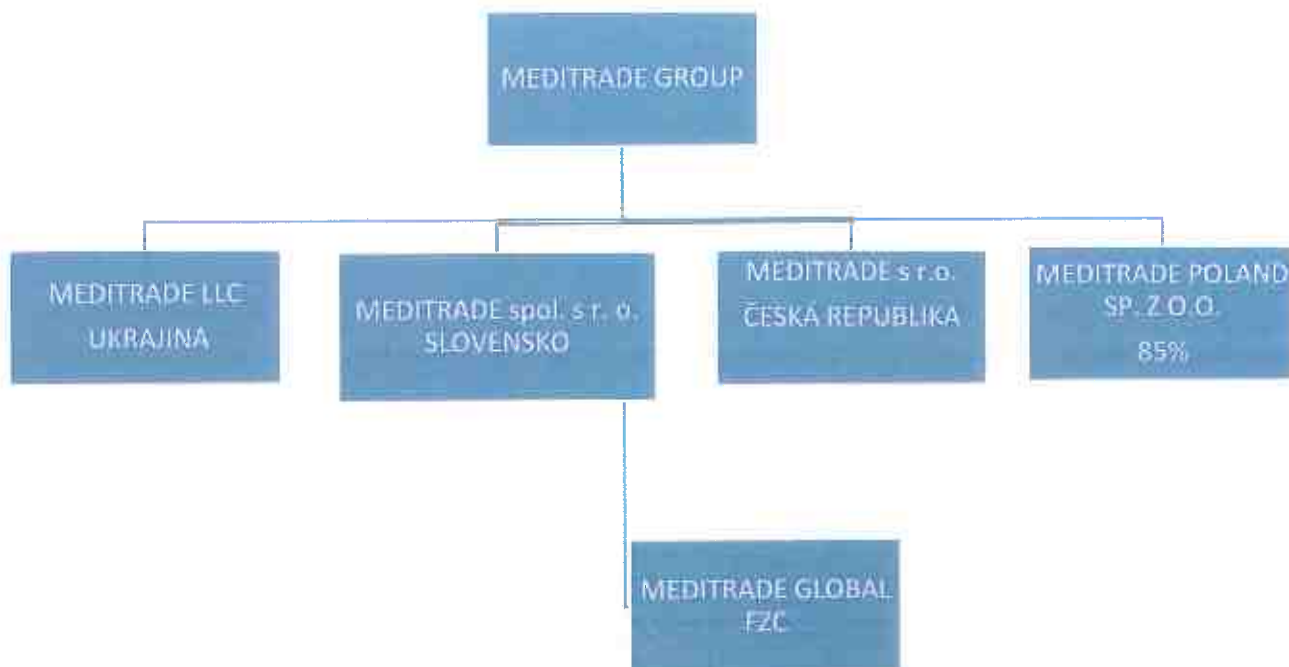 MEDITRADE GROUP
MEDITRADE LLC
UKRAJINA
MEDITRADE spol. s r. o.
SLOVENSKO
MEDITRADE s r.o.
ČESKÁ REPUBLIKA
MEDITRADE POLAND
SP. Z O.O.
85%
MEDITRADE GLOBAL
FZC